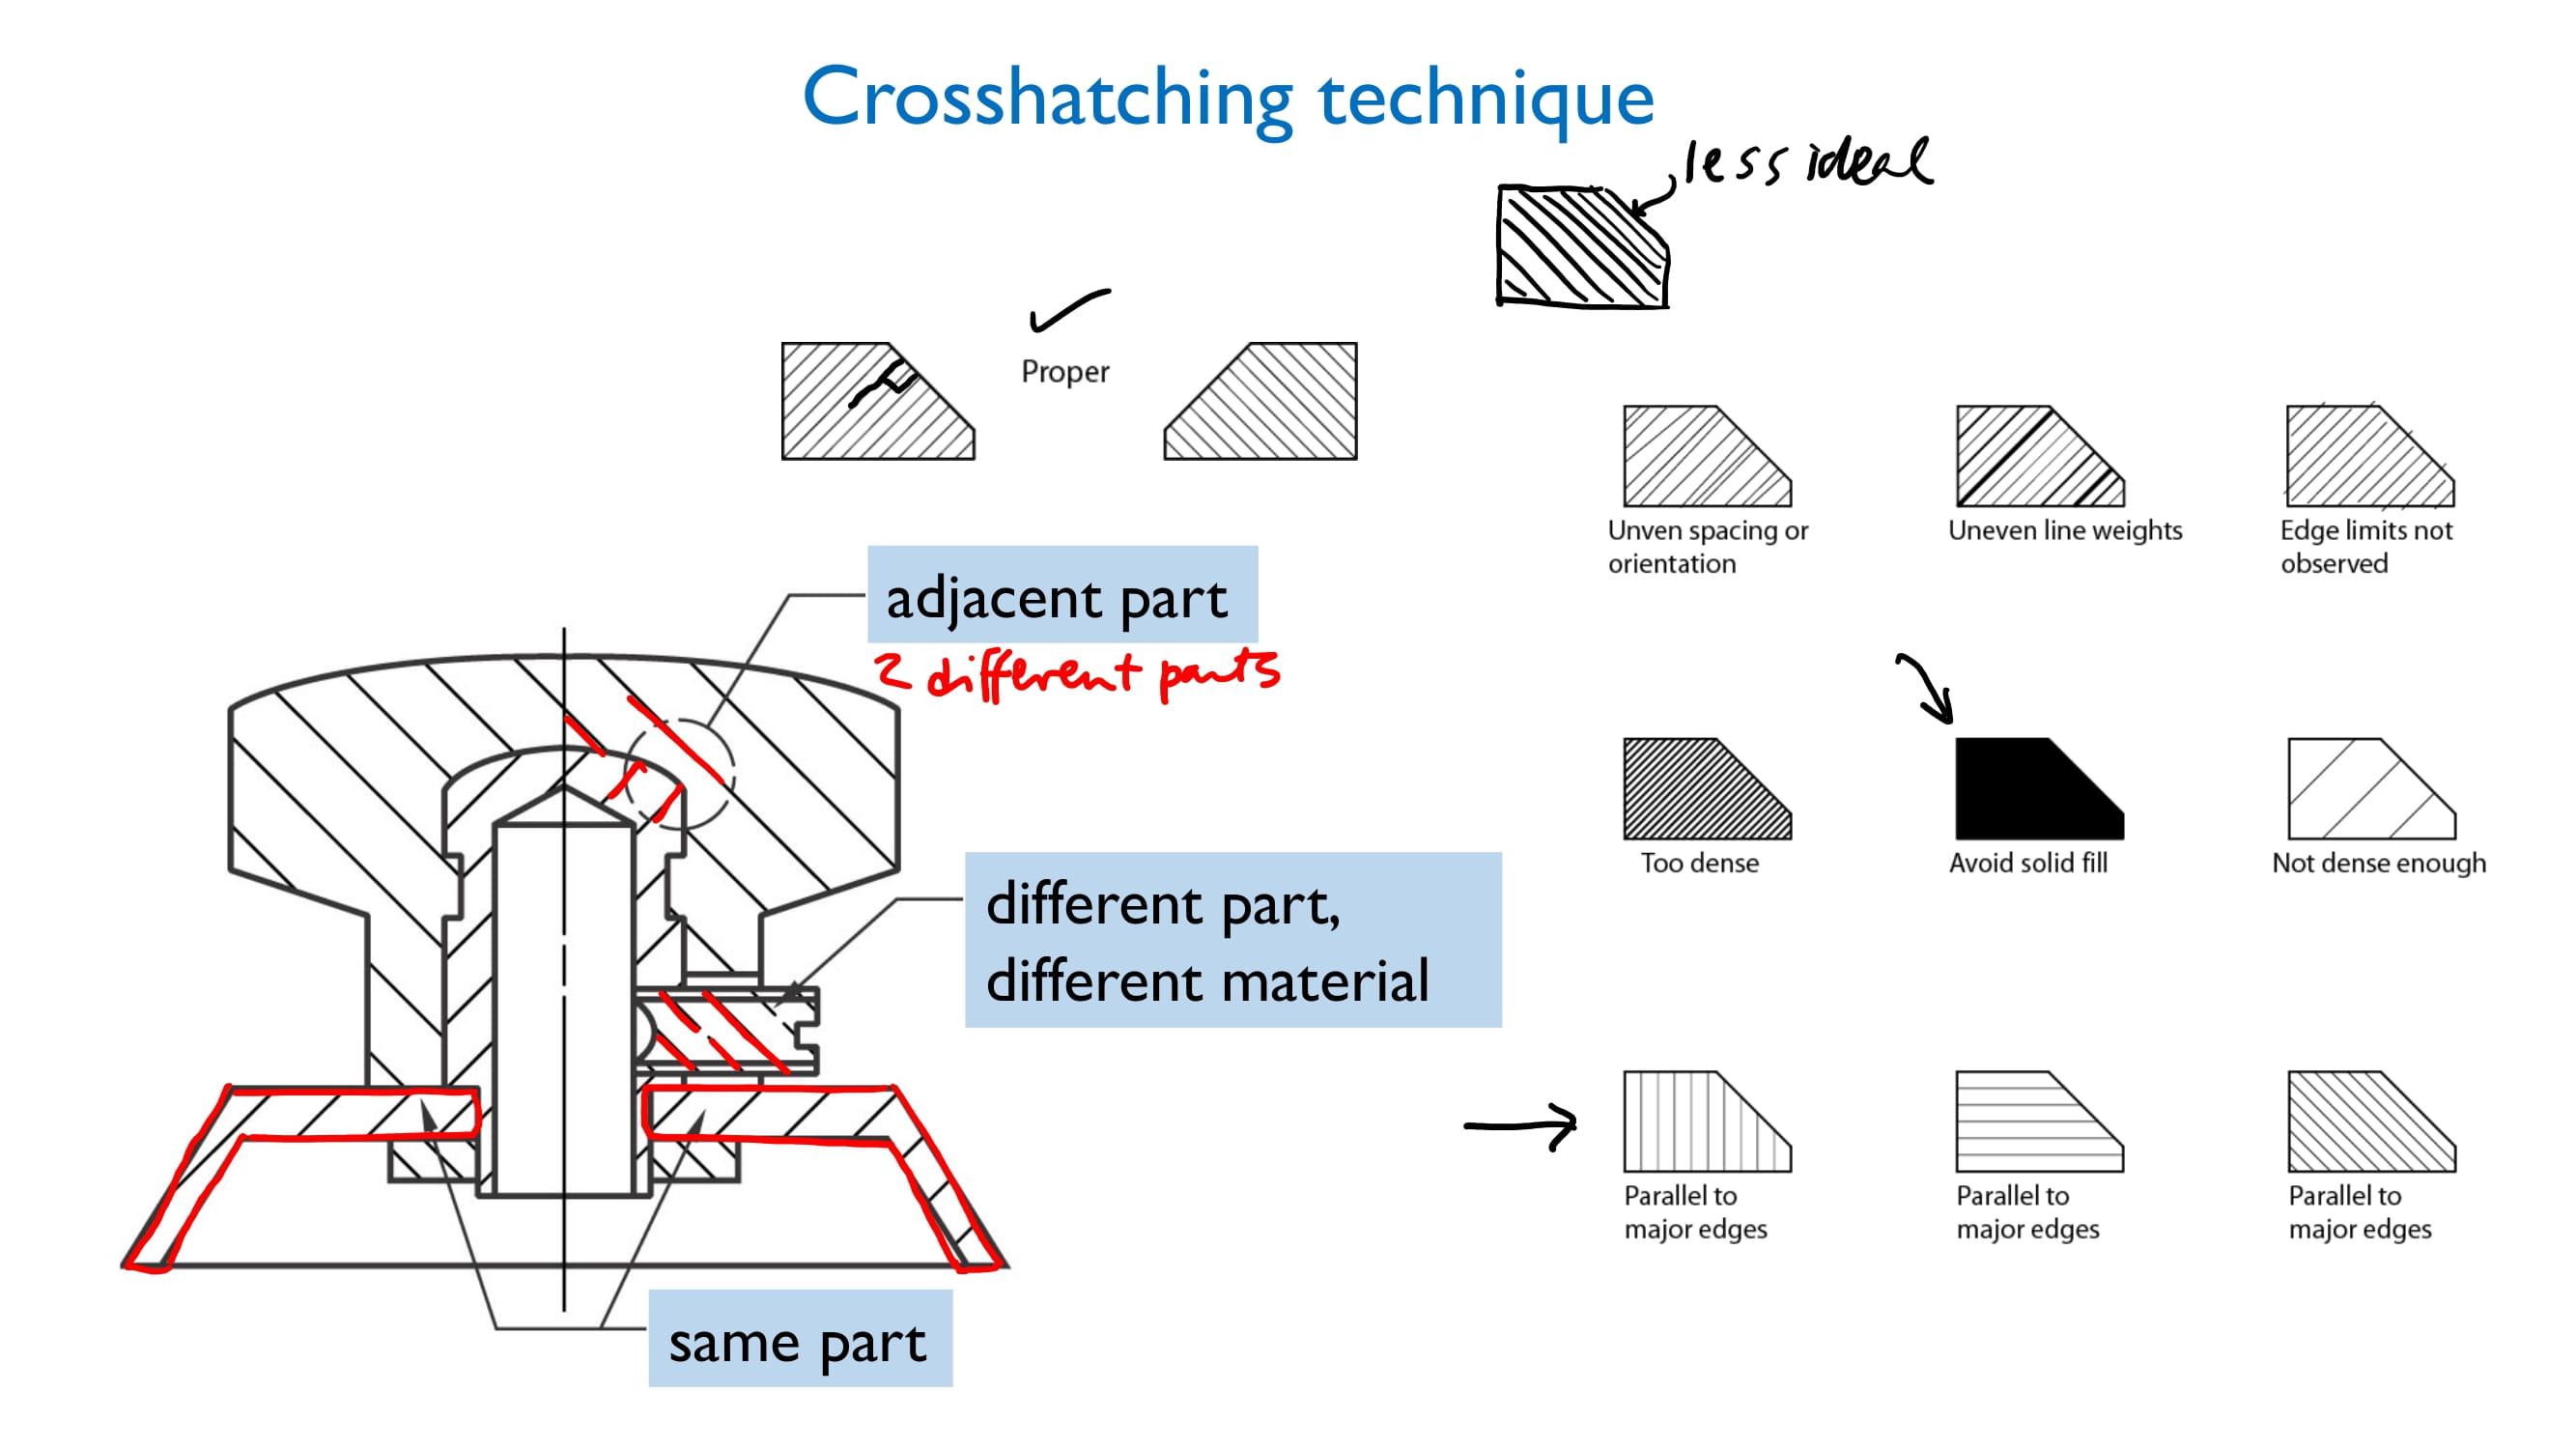 Crosshatching technique
less ideal
Proper
Unven spacing or
orientation
Uneven line weights
Edge limits not
observed
adjacent part
2 different parts
Too dense
Avoid solid fill
Not dense enough
different part,
different material
Parallel to
major edges
Parallel to
major edges
Parallel to
major edges
same part